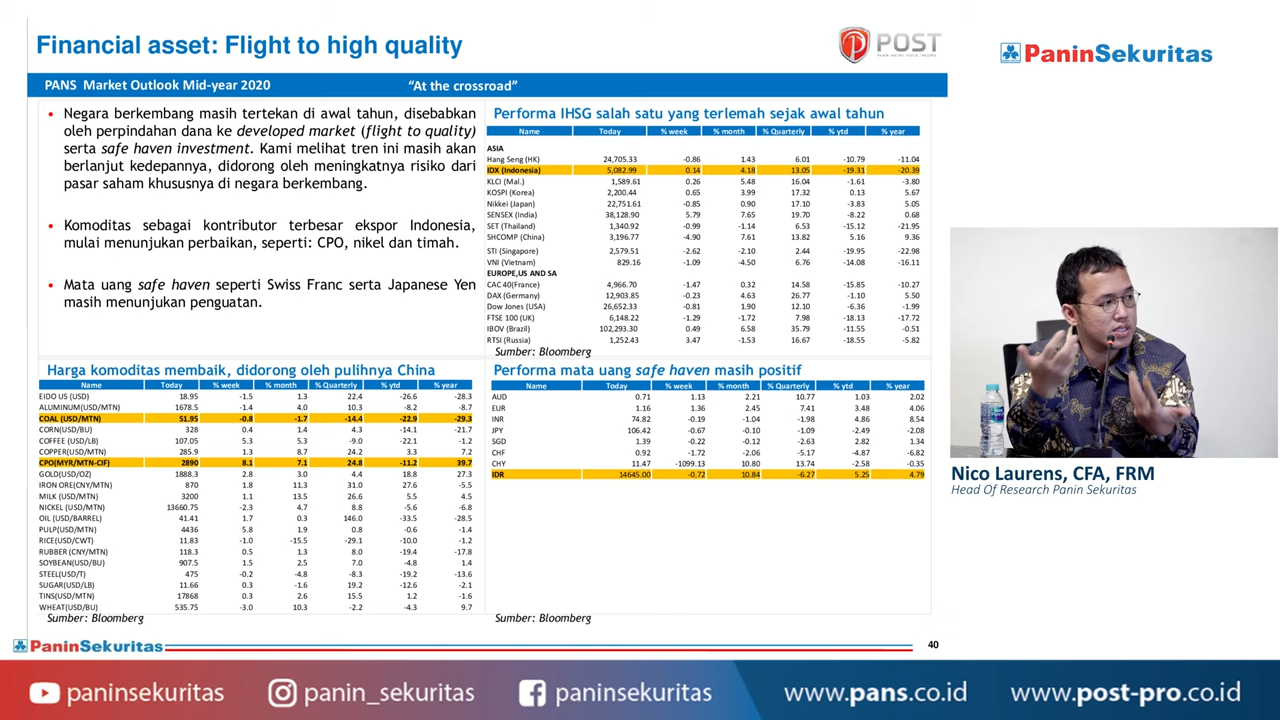 Financial asset: Flight to high quality
POST
PANIN ONLINE STOCK TRADING
PaninSekuritas
PANS Market Outlook Mid-year 2020 “At the crossroad”
• Negara berkembang masih tertekan di awal tahun, disebabkan
oleh perpindahan dana ke developed market (flight to quality)
serta safe haven investment. Kami melihat tren ini masih akan
berlanjut kedepannya, didorong oleh meningkatnya risiko dari
pasar saham khususnya di negara berkembang.
• Komoditas sebagai kontributor terbesar ekspor Indonesia,
mulai menunjukan perbaikan, seperti: CPO, nikel dan timah.
• Mata uang safe haven seperti Swiss Franc serta Japanese Yen
masih menunjukan penguatan.
Performa IHSG salah satu yang terlemah sejak awal tahun
Name Today % week % month % Quarterly % ytd % year
ASIA
Hang Seng (HK) 24,705.33 -0.86 1.43 6.01 -10.79 -11.04
IDX (Indonesia) 5,082.99 0.14 4.18 13.05 -19.31 -20.39
KLCI (Mal.) 1,589.61 0.26 5.48 16.04 -1.61 -3.80
KOSPI (Korea) 2,200.44 0.65 3.99 17.32 0.13 5.67
Nikkei (Japan) 22,751.61 -0.85 0.90 17.10 -3.83 5.05
SENSEX (India) 38,128.90 5.79 7.65 19.70 -8.22 0.68
SET (Thailand) 1,340.92 -0.99 -1.14 6.53 -15.12 -21.95
SHCOMP (China) 3,196.77 -4.90 7.61 13.82 5.16 9.36
STI (Singapore) 2,579.51 -2.62 -2.10 2.44 -19.95 -22.98
VNI (Vietnam) 829.16 -1.09 -4.50 6.76 -14.08 -16.11
EUROPE,US AND SA
CAC 40(France) 4,966.70 -1.47 0.32 14.58 -15.85 -10.27
DAX (Germany) 12,903.85 -0.23 4.63 26.77 -1.10 5.50
Dow Jones (USA) 26,652.33 -0.81 1.90 12.10 -6.36 -1.99
FTSE 100 (UK) 6,148.22 -1.29 -1.72 7.98 -18.13 -17.72
IBOV (Brazil) 102,293.30 0.49 6.58 35.79 -11.55 -0.51
RTSI (Russia) 1,252.43 3.47 -1.53 16.67 -18.55 -5.82
Sumber: Bloomberg
Harga komoditas membaik, didorong oleh pulihnya China
Name Today % week % month % Quarterly % ytd % year
EIDO US (USD) 18.95 -1.5 1.3 22.4 -26.6 -28.3
ALUMINUM(USD/MTN) 1678.5 -1.4 4.0 10.3 -8.2 -8.7
COAL (USD/MTN) 51.95 -0.8 -1.7 -14.4 -22.9 -29.3
CORN(USD/BU) 328 0.4 1.4 4.3 -14.1 -21.7
COFFEE (USD/LB) 107.05 5.3 5.3 -9.0 -22.1 -1.2
COPPER(USD/MTN) 285.9 1.3 8.7 24.2 3.3 7.2
CPO(MYR/MTN-CIF) 2890 8.1 7.1 24.8 -11.2 39.7
GOLD(USD/OZ) 1888.3 2.8 3.0 4.4 18.8 27.3
IRON ORE(CNY/MTN) 870 1.8 11.3 31.0 27.6 -5.5
MILK (USD/MTN) 3200 1.1 13.5 26.6 5.5 4.5
NICKEL (USD/MTN) 13660.75 -2.3 4.7 8.8 -5.6 -6.8
OIL (USD/BARREL) 41.41 1.7 0.3 146.0 -33.5 -28.5
PULP(USD/MTN) 4436 5.8 1.9 0.8 -0.6 -1.4
RICE(USD/CWT) 11.83 -1.0 -15.5 -29.1 -10.0 -1.2
RUBBER (CNY/MTN) 118.3 0.5 1.3 8.0 -19.4 -17.8
SOYBEAN(USD/BU) 907.5 1.5 2.5 7.0 -4.8 1.4
STEEL(USD/T) 475 -0.2 -4.8 -8.3 -19.2 -13.6
SUGAR(USD/LB) 11.66 0.3 -1.6 19.2 -12.6 -2.1
TINS(USD/MTN) 17868 0.3 2.6 15.5 1.2 -1.6
WHEAT(USD/BU) 535.75 -3.0 10.3 -2.2 -4.3 9.7
Sumber: Bloomberg
Performa mata uang safe haven masih positif
Name Today % week % month % Quarterly % ytd % year
AUD 0.71 1.13 2.21 10.77 1.03 2.02
EUR 1.16 1.36 2.45 7.41 3.48 4.06
INR 74.82 -0.19 -1.04 -1.98 4.86 8.54
JPY 106.42 -0.67 -0.10 -1.09 -2.49 -2.08
SGD 1.39 -0.22 -0.12 -2.63 2.82 1.34
CHF 0.92 -1.72 -2.06 -5.17 -4.87 -6.82
CHY 11.47 -1099.13 10.80 13.74 -2.58 -0.35
IDR 14645.00 -0.72 10.84 -6.27 5.25 4.79
Sumber: Bloomberg
Nico Laurens, CFA, FRM
Head Of Research Panin Sekuritas
PaninSekuritas
40
paninsekuritas panin_sekuritas paninsekuritas www.pans.co.id www.post-pro.co.id